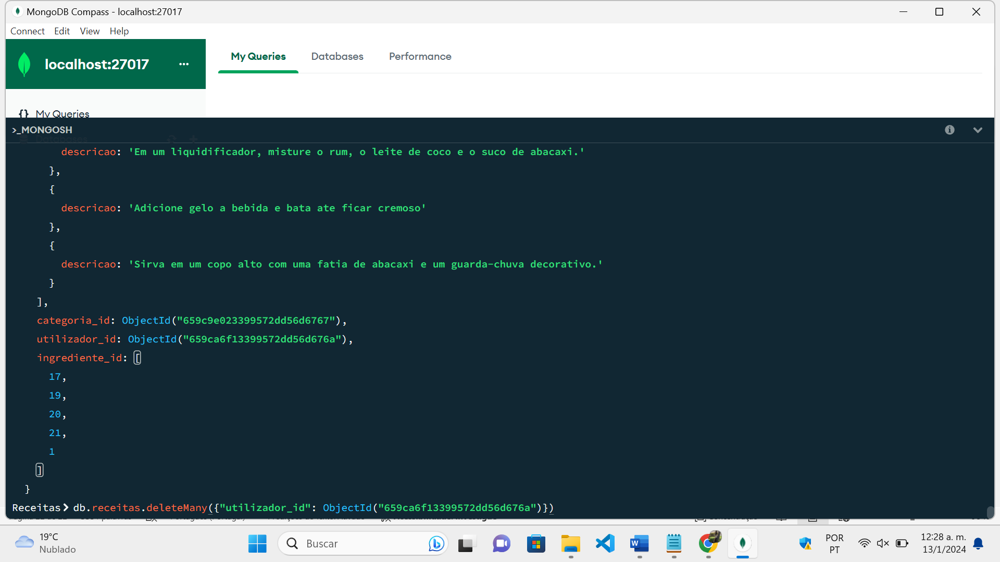 MongoDB Compass - localhost:27017
Connect Edit View Help
localhost:27017 ...
My Queries Databases Performance
{} My Queries
>_MONGOSH
Databases
descricao: 'Em um liquidificador, misture o rum, o leite de coco e o suco de abacaxi.'
},
{
descricao: 'Adicione gelo a bebida e bata ate ficar cremoso'
},
{
descricao: 'Sirva em um copo alto com uma fatia de abacaxi e um guarda-chuva decorativo.'
}
],
categoria_id: ObjectId("659c9e023399572dd56d6767"),
utilizador_id: ObjectId("659ca6f13399572dd56d676a"),
ingrediente_id: [
17,
19,
20,
21,
1
]
}
Receitas> db.receitas.deleteMany({"utilizador_id": ObjectId("659ca6f13399572dd56d676a")})
19°C
Nublado
Buscar
POR
PT
12:28 a. m.
13/1/2024